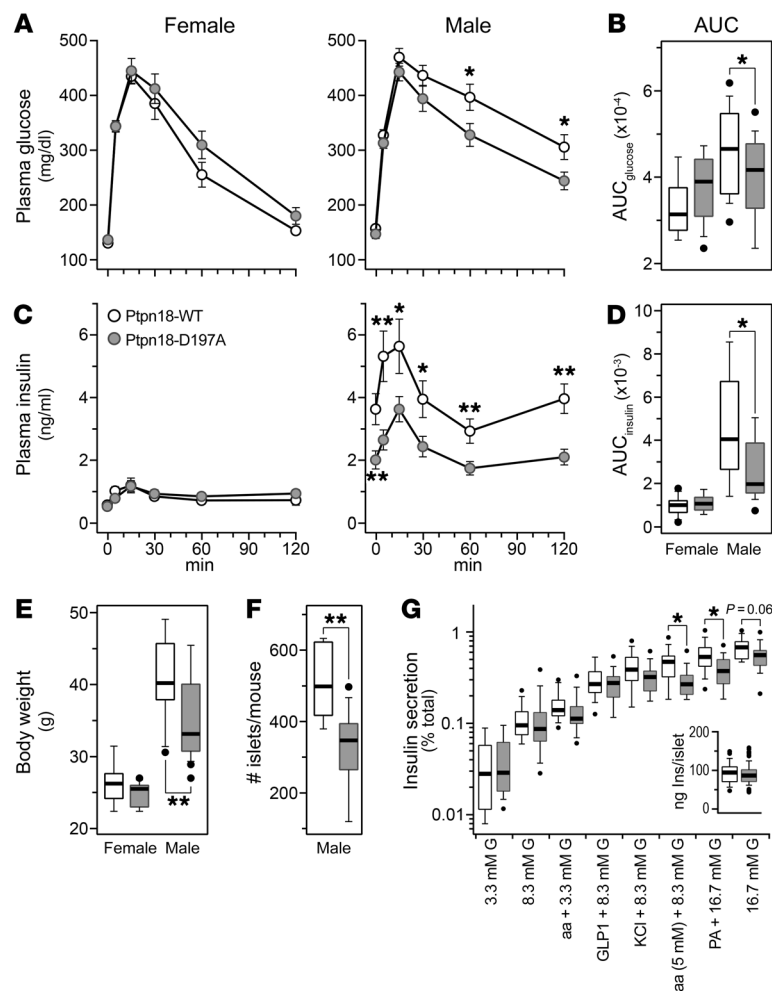 A
Female
Male
B
AUC
Plasma glucose
(mg/dl)
500
400
300
200
100
*
*
AUCglucose (x10-4)
6
4
2
*
C
Ptpn18-WT
Ptpn18-D197A
Plasma insulin
(ng/ml)
6
4
2
0
0 30 60 90 120
min
** *
*
**
**
**
0 30 60 90 120
min
D
AUCinsulin (x10-3)
10
8
6
4
2
0
*
Female Male
E
Body weight
(g)
50
40
30
20
**
Female Male
F
# islets/mouse
600
400
200
**
Male
G
Insulin secretion
(% total)
1
0.1
0.01
*
*
P = 0.06
ng Ins/islet
200
100
0
3.3 mM G
8.3 mM G
aa + 3.3 mM G
GLP1 + 8.3 mM G
KCl + 8.3 mM G
aa (5 mM) + 8.3 mM G
PA + 16.7 mM G
16.7 mM G